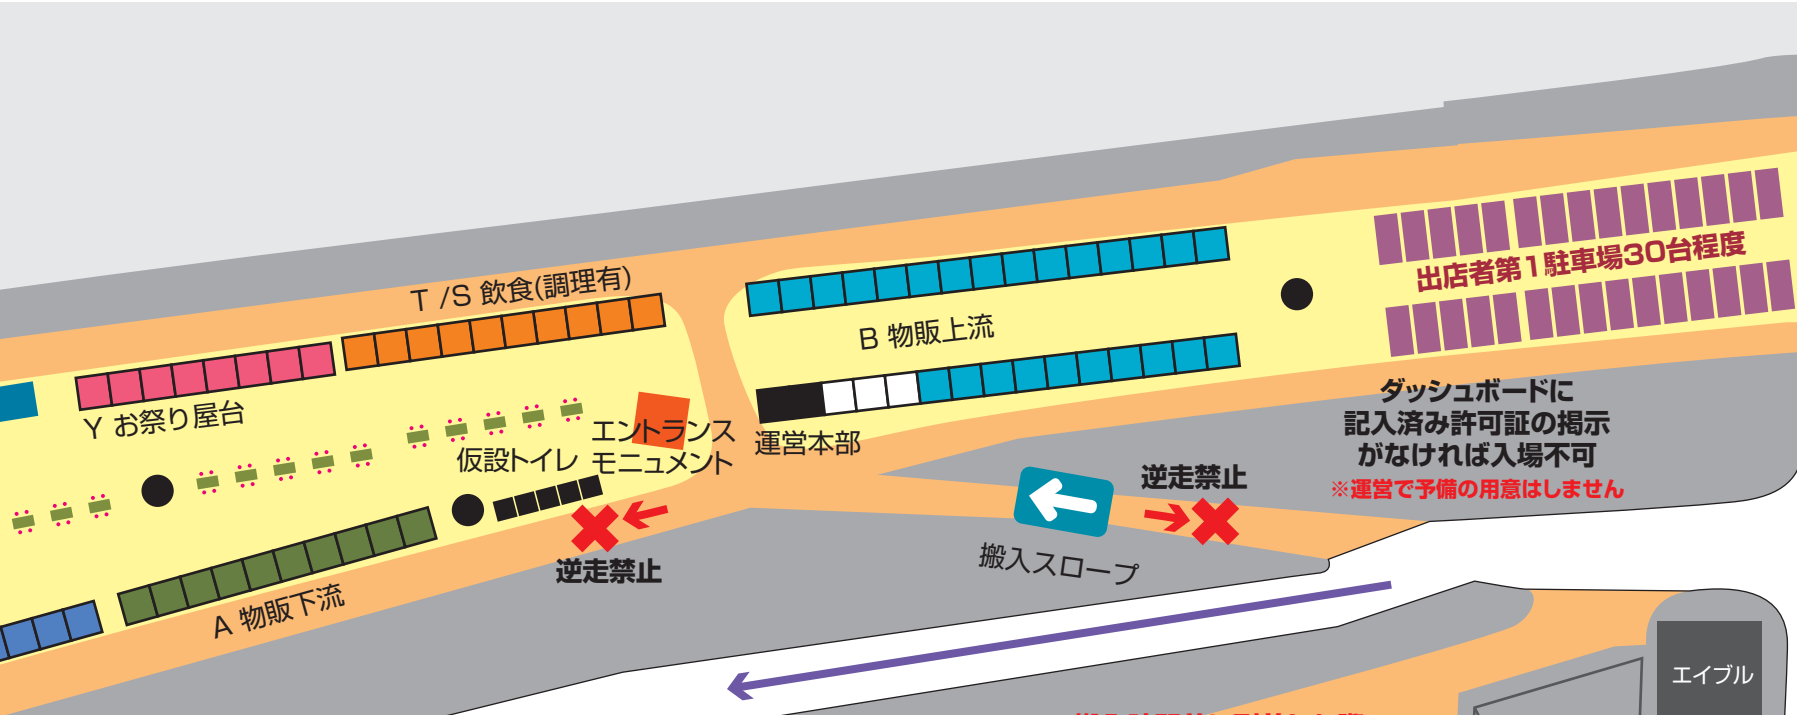 T /S 飲食(調理有)
出店者第1駐車場30台程度
B 物販上流
Y お祭り屋台
エントランス
モニュメント
仮設トイレ
運営本部
ダッシュボードに
記入済み許可証の掲示
がなければ入場不可
※運営で予備の用意はしません
逆走禁止
逆走禁止
搬入スロープ
A 物販下流
エイブル